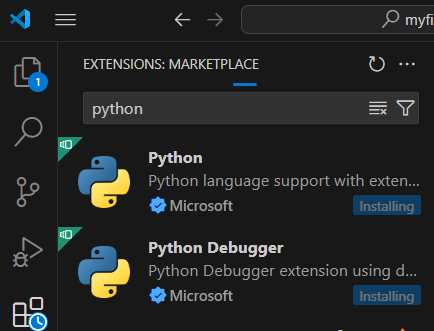 myfi
EXTENSIONS: MARKETPLACE
1
python
Python
Python language support with exten...
Microsoft
Installing
Python Debugger
Python Debugger extension using d...
Microsoft
Installing